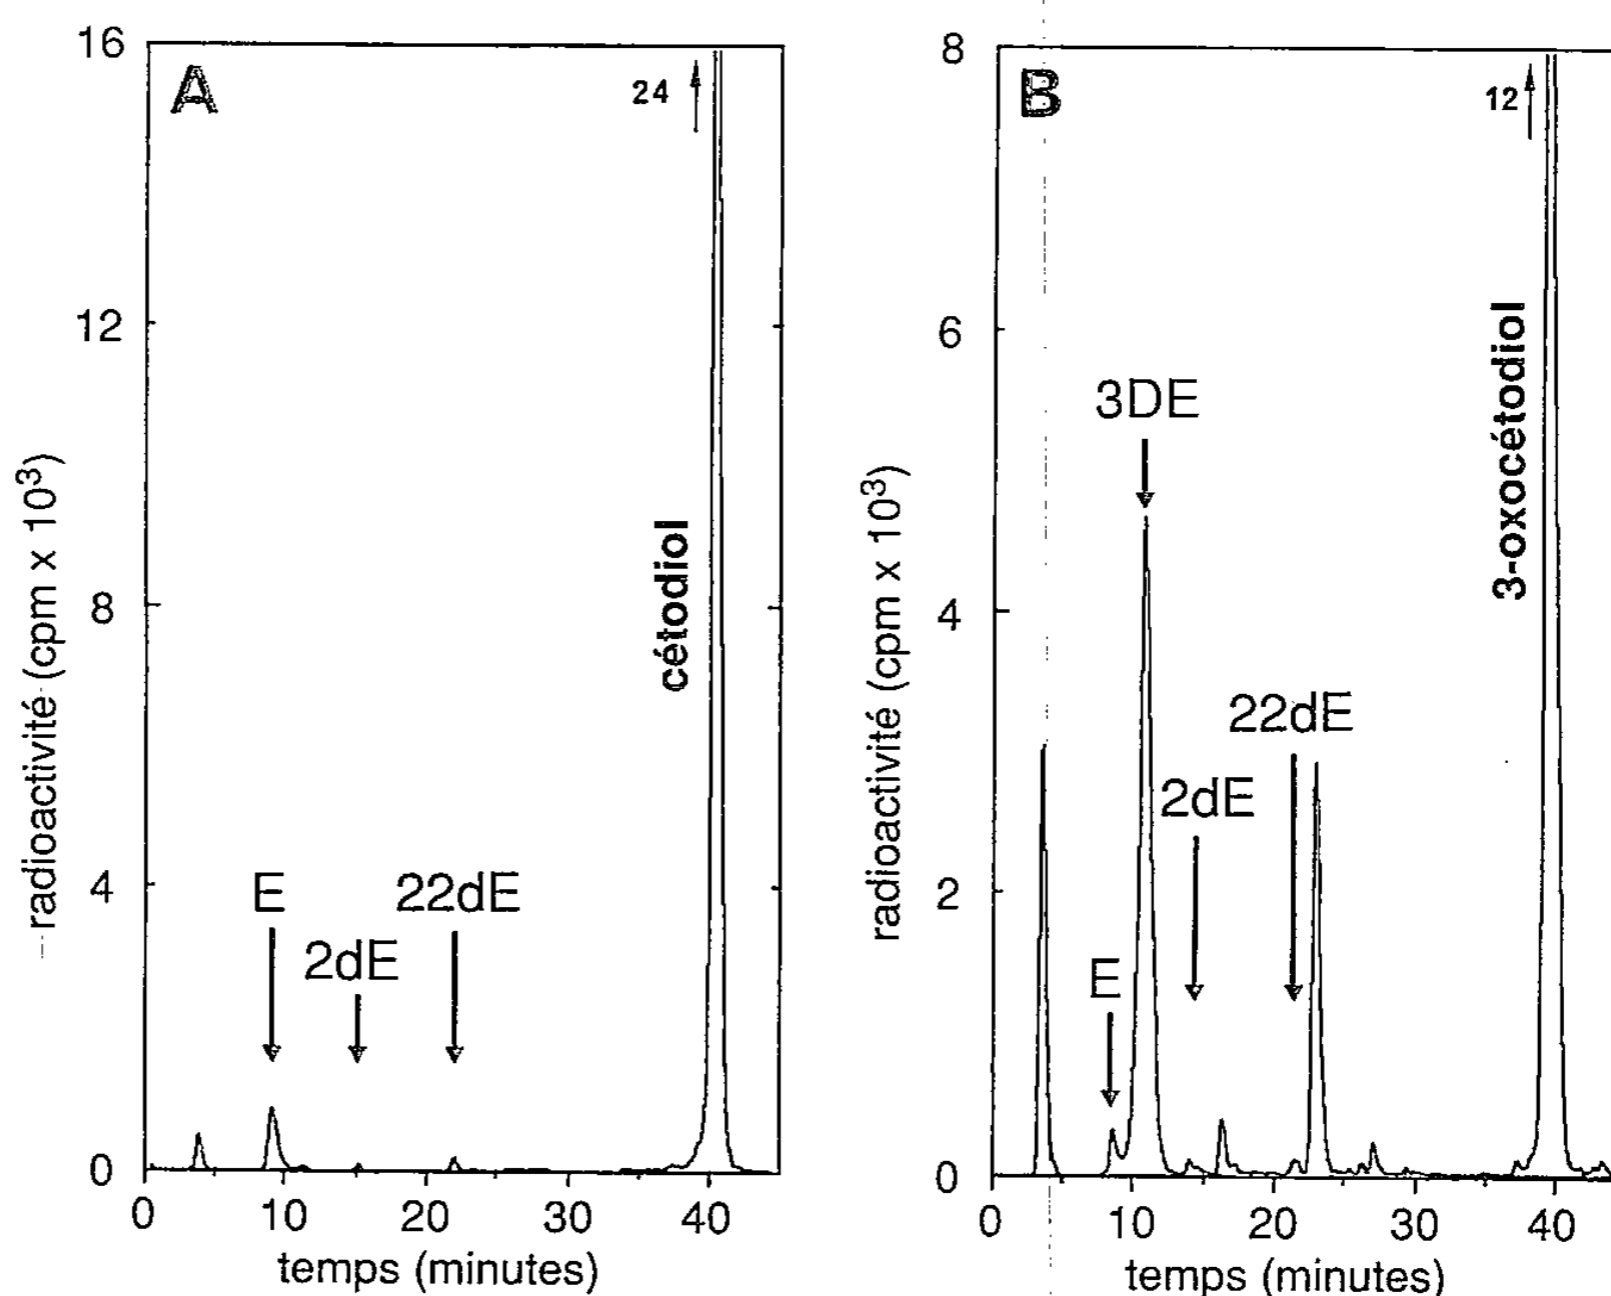 A
16
12
8
4
0
24
radioactivité (cpm x 10³)
E
2dE
22dE
cétodiol
0
10
20
30
40
temps (minutes)
B
8
6
4
2
0
12
radioactivité (cpm x 10³)
E
3DE
2dE
22dE
3-oxocétodiol
0
10
20
30
40
temps (minutes)